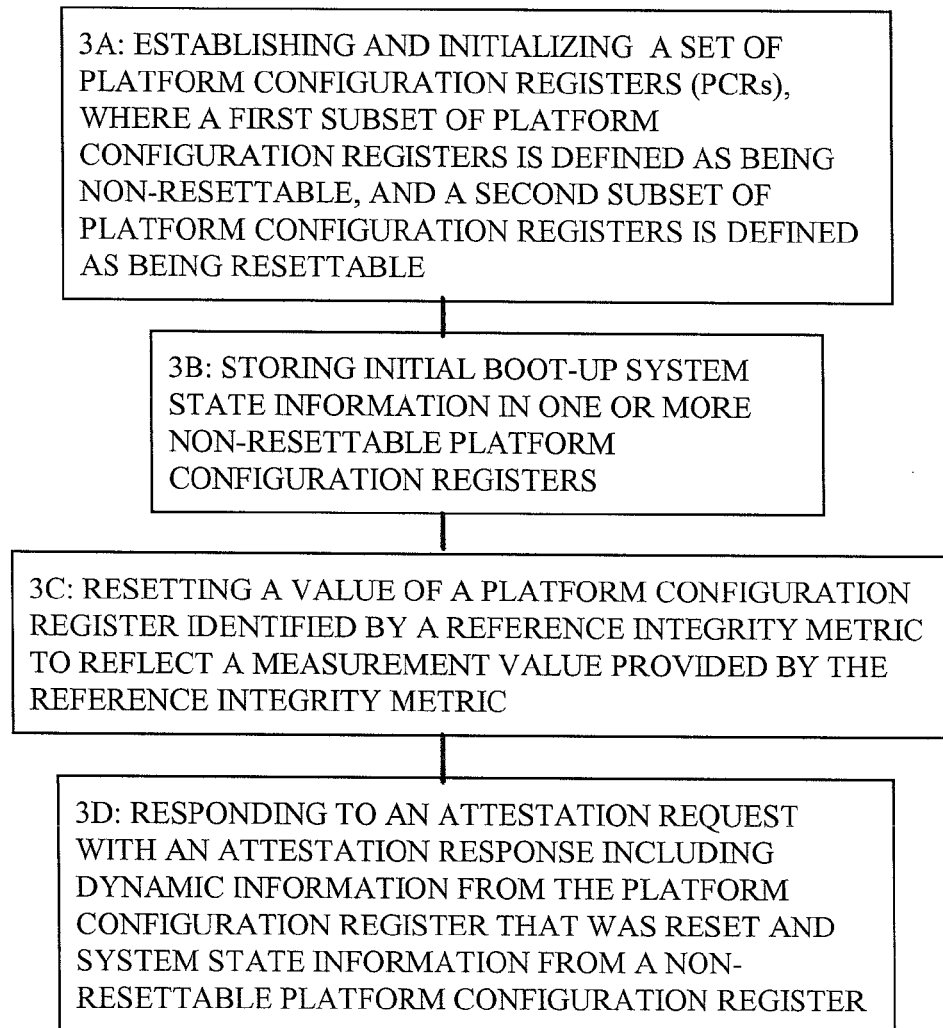 3A: ESTABLISHING AND INITIALIZING A SET OF
PLATFORM CONFIGURATION REGISTERS (PCRs),
WHERE A FIRST SUBSET OF PLATFORM
CONFIGURATION REGISTERS IS DEFINED AS BEING
NON-RESETTABLE, AND A SECOND SUBSET OF
PLATFORM CONFIGURATION REGISTERS IS DEFINED
AS BEING RESETTABLE
3B: STORING INITIAL BOOT-UP SYSTEM
STATE INFORMATION IN ONE OR MORE
NON-RESETTABLE PLATFORM
CONFIGURATION REGISTERS
3C: RESETTING A VALUE OF A PLATFORM CONFIGURATION
REGISTER IDENTIFIED BY A REFERENCE INTEGRITY METRIC
TO REFLECT A MEASUREMENT VALUE PROVIDED BY THE
REFERENCE INTEGRITY METRIC
3D: RESPONDING TO AN ATTESTATION REQUEST
WITH AN ATTESTATION RESPONSE INCLUDING
DYNAMIC INFORMATION FROM THE PLATFORM
CONFIGURATION REGISTER THAT WAS RESET AND
SYSTEM STATE INFORMATION FROM A NON-
RESETTABLE PLATFORM CONFIGURATION REGISTER